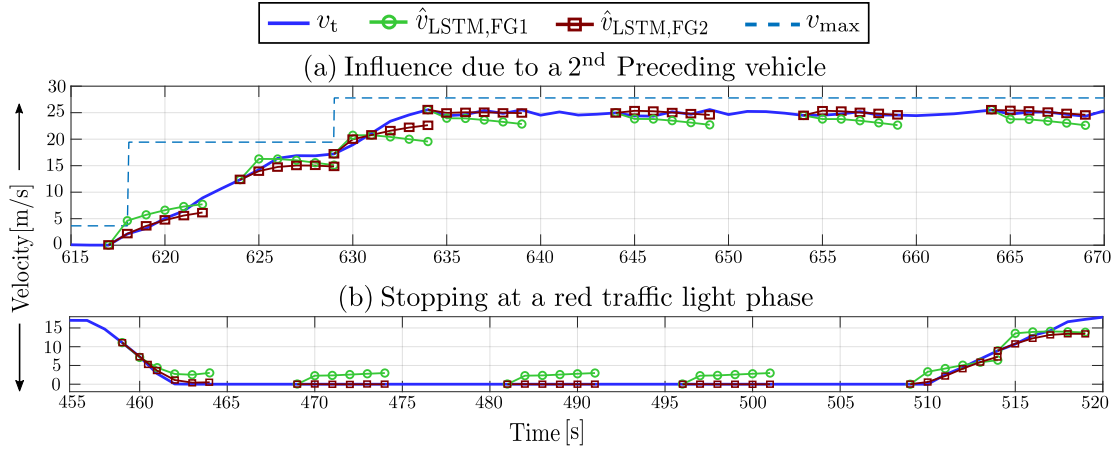 v_t v̂_LSTM,FG1 v̂_LSTM,FG2 v_max
(a) Influence due to a 2nd Preceding vehicle
30
25
20
15
10
5
0
615 620 625 630 635 640 645 650 655 660 665 670
Velocity [m/s]
(b) Stopping at a red traffic light phase
15
10
5
0
455 460 465 470 475 480 485 490 495 500 505 510 515 520
Time [s]